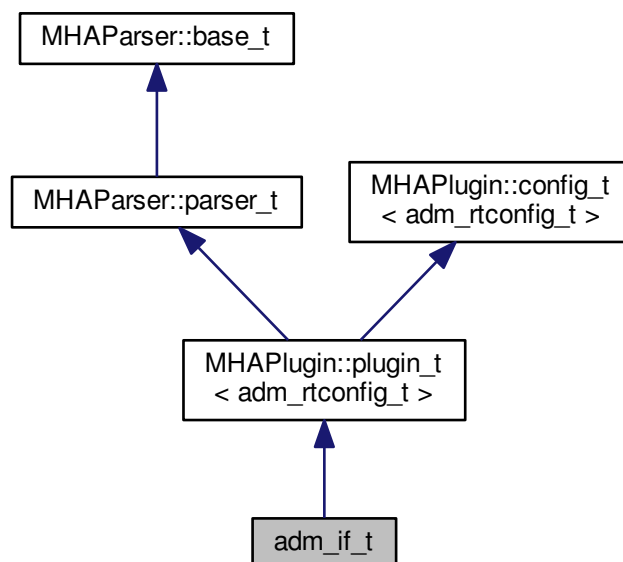 MHAParser::base_t
MHAParser::parser_t
MHAPlugin::config_t
< adm_rtconfig_t >
MHAPlugin::plugin_t
< adm_rtconfig_t >
adm_if_t